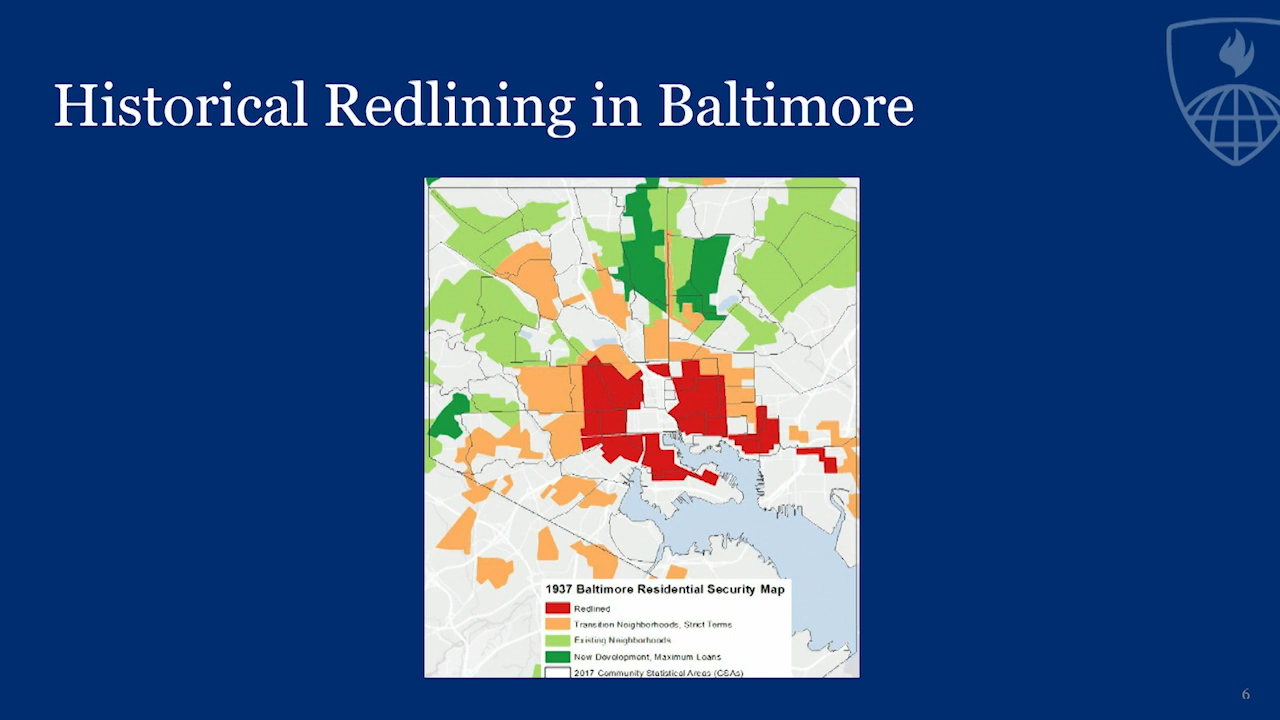 Historical Redlining in Baltimore
1937 Baltimore Residential Security Map
Redlined
Transition Neighborhoods, Strict Terms
Existing Neighborhoods
New Development, Maximum Loans
2017 Community Statistical Areas (CSAs)
6